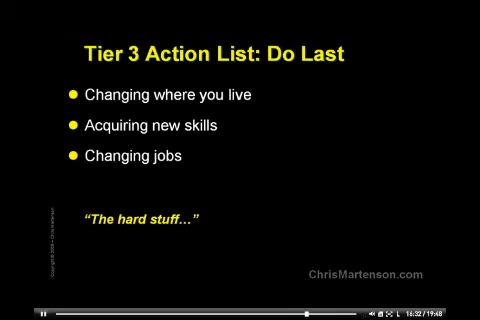 Tier 3 Action List: Do Last
Changing where you live
Acquiring new skills
Changing jobs
“The hard stuff…”
ChrisMartenson.com
16:32 / 19:48